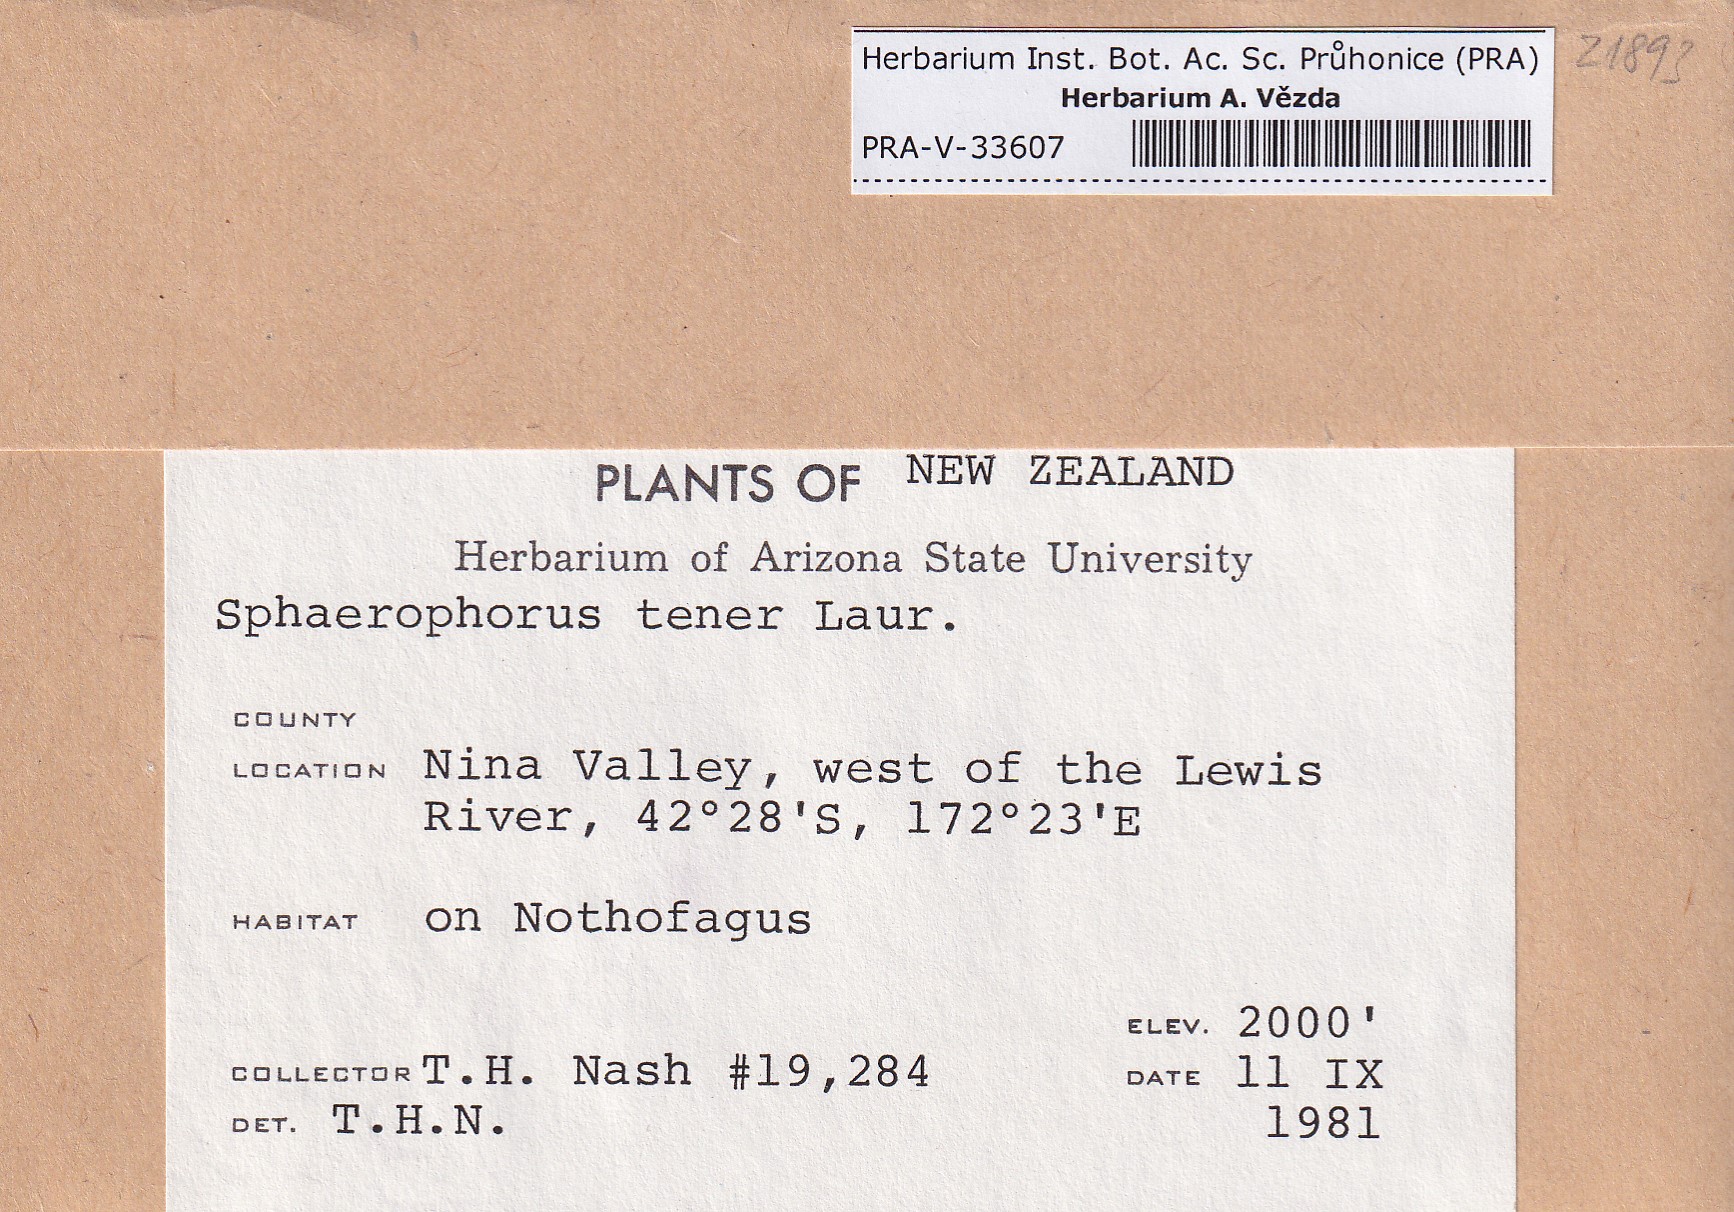 Herbarium Inst. Bot. Ac. Sc. Průhonice (PRA)
Herbarium A. Vězda
PRA-V-33607
21893
PLANTS OF NEW ZEALAND
Herbarium of Arizona State University
Sphaerophorus tener Laur.
COUNTY
LOCATION Nina Valley, west of the Lewis
River, 42°28'S, 172°23'E
HABITAT on Nothofagus
ELEV. 2000'
COLLECTOR T.H. Nash #19,284
DATE 11 IX
DET. T.H.N.
1981